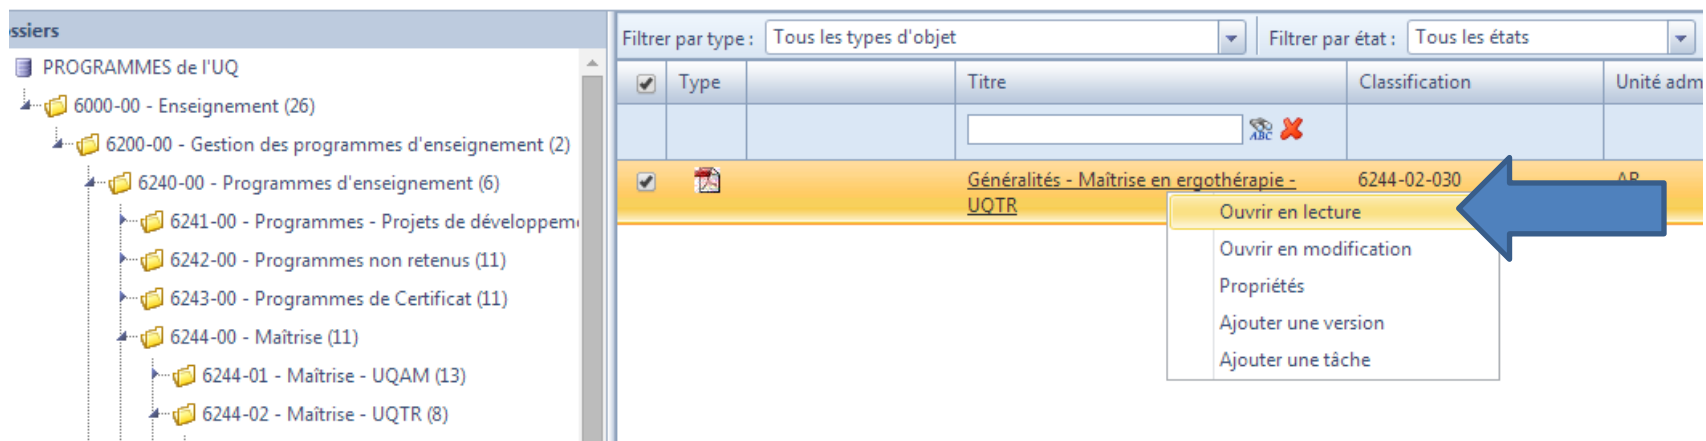 ssiers
PROGRAMMES de l'UQ
6000-00 - Enseignement (26)
6200-00 - Gestion des programmes d'enseignement (2)
6240-00 - Programmes d'enseignement (6)
6241-00 - Programmes - Projets de développeme
6242-00 - Programmes non retenus (11)
6243-00 - Programmes de Certificat (11)
6244-00 - Maîtrise (11)
6244-01 - Maîtrise - UQAM (13)
6244-02 - Maîtrise - UQTR (8)
Filtrer par type : Tous les types d'objet Filtrer par état : Tous les états
Type Titre Classification Unité adm
ABC
Généralités - Maîtrise en ergothérapie - 6244-02-030 AR
UQTR
Ouvrir en lecture
Ouvrir en modification
Propriétés
Ajouter une version
Ajouter une tâche